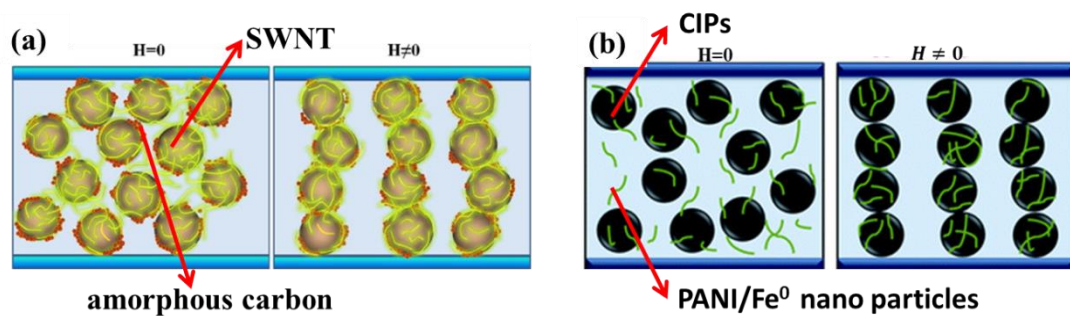 (a)
H=0
SWNT
H≠0
amorphous carbon
(b)
CIPs
H=0
H ≠ 0
PANI/Fe⁰ nano particles